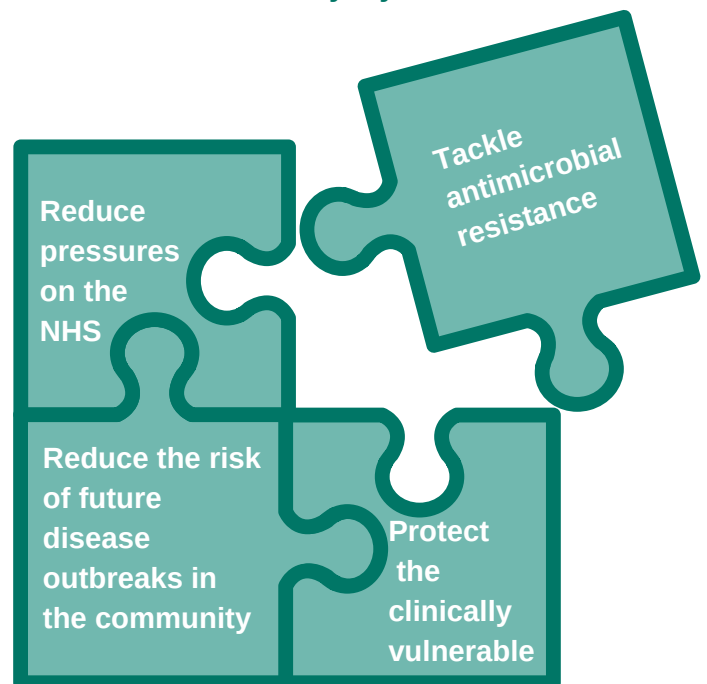 Tackle
antimicrobial
resistance
Reduce
pressures
on the
NHS
Reduce the risk
of future
disease
outbreaks in
the community
Protect
the
clinically
vulnerable